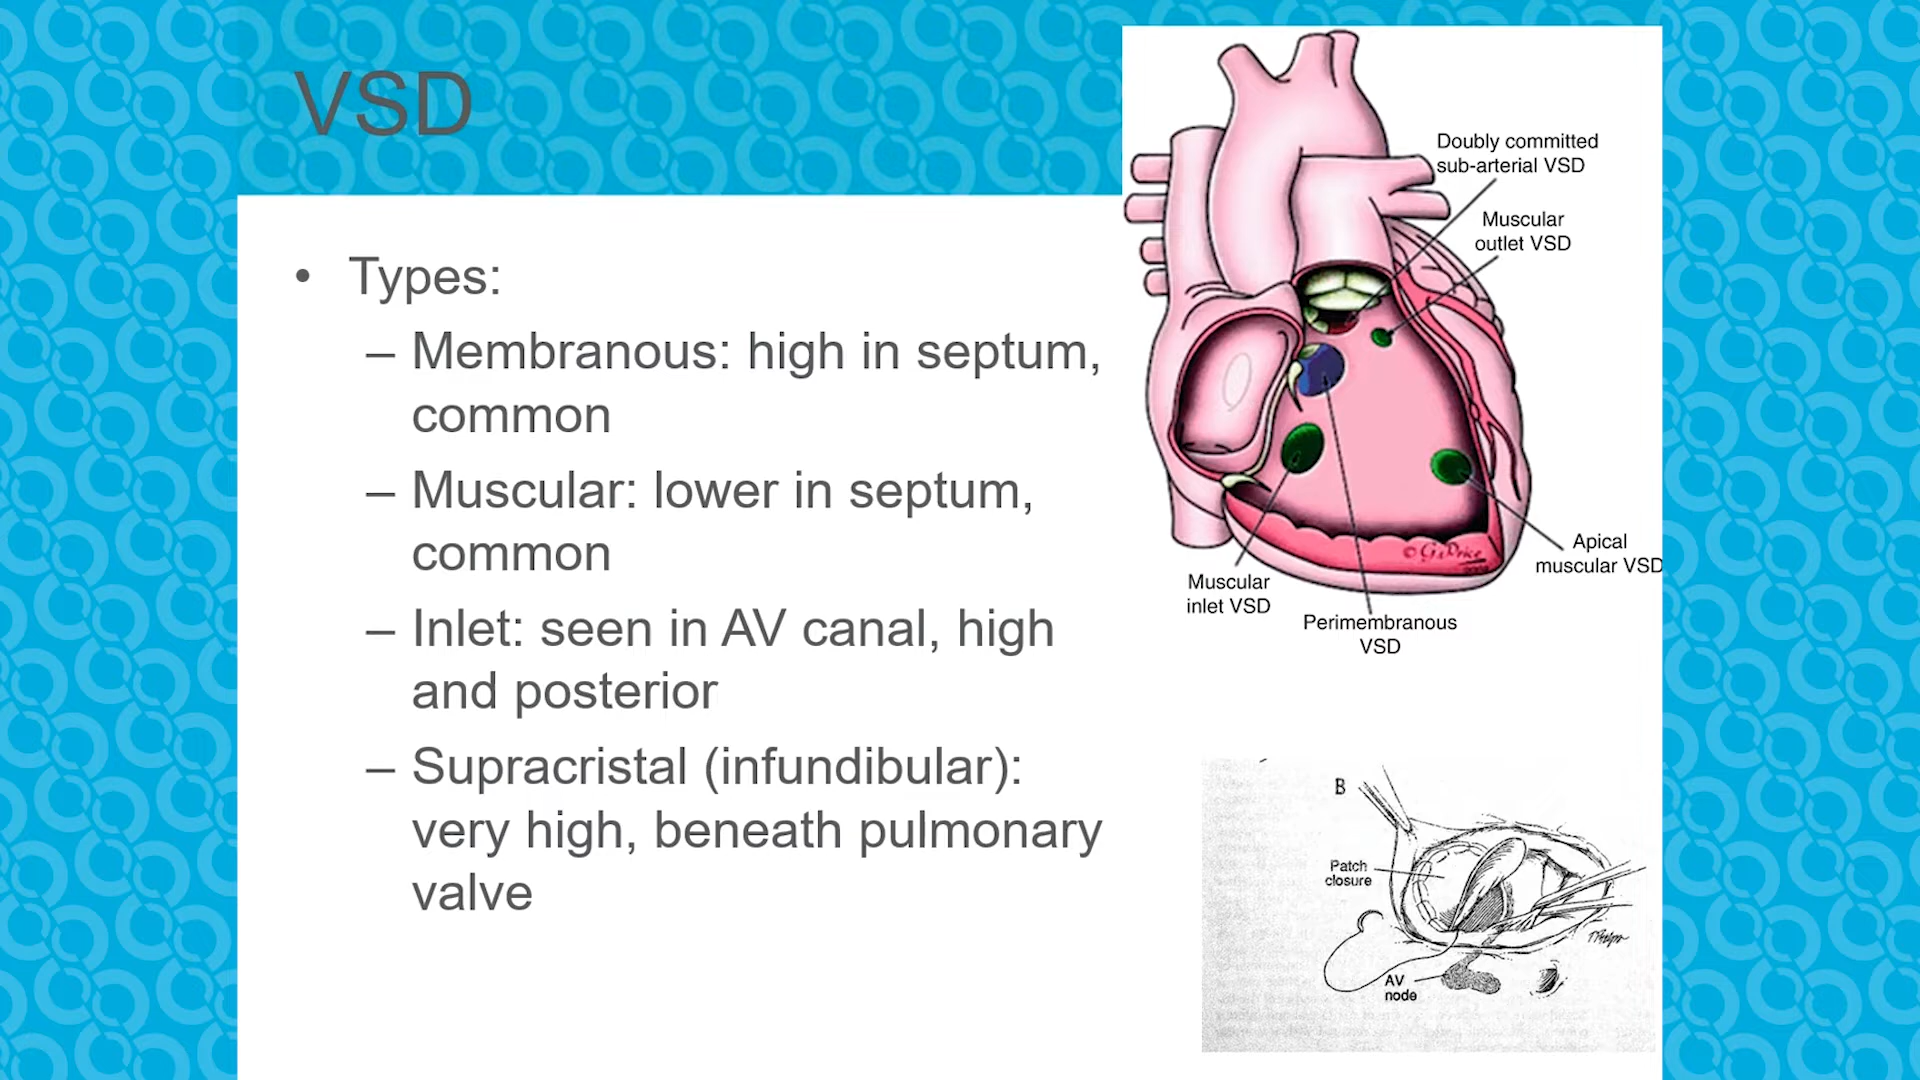 VSD
• Types:
– Membranous: high in septum,
common
– Muscular: lower in septum,
common
– Inlet: seen in AV canal, high
and posterior
– Supracristal (infundibular):
very high, beneath pulmonary
valve
Doubly committed
sub-arterial VSD
Muscular
outlet VSD
Apical
muscular VSD
Muscular
inlet VSD
Perimembranous
VSD
B
Patch
closure
AV
node